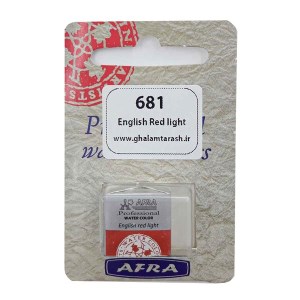 681
English Red light
www.ghalamtarash.ir
AFRA
Professional
WATER COLOR
English red light
AFRA